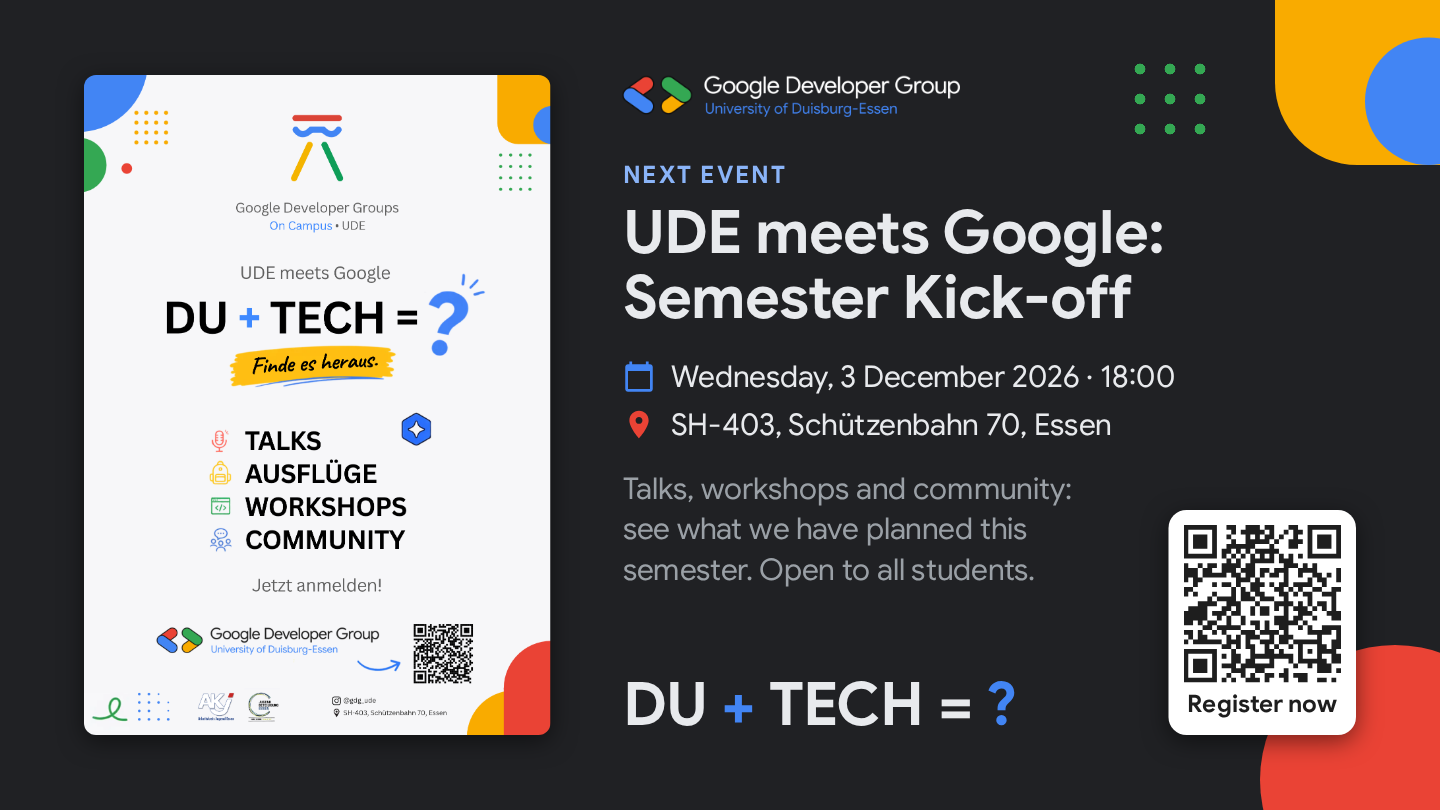 Google Developer Groups
On Campus • UDE
UDE meets Google
DU + TECH = ?
Finde es heraus.
TALKS
AUSFLÜGE
WORKSHOPS
COMMUNITY
Jetzt anmelden!
Google Developer Group
University of Duisburg-Essen
@gdg_ude
SH-403, Schützenbahn 70, Essen
Google Developer Group
University of Duisburg-Essen
NEXT EVENT
UDE meets Google:
Semester Kick-off
Wednesday, 3 December 2026 · 18:00
SH-403, Schützenbahn 70, Essen
Talks, workshops and community:
see what we have planned this
semester. Open to all students.
DU + TECH = ?
Register now